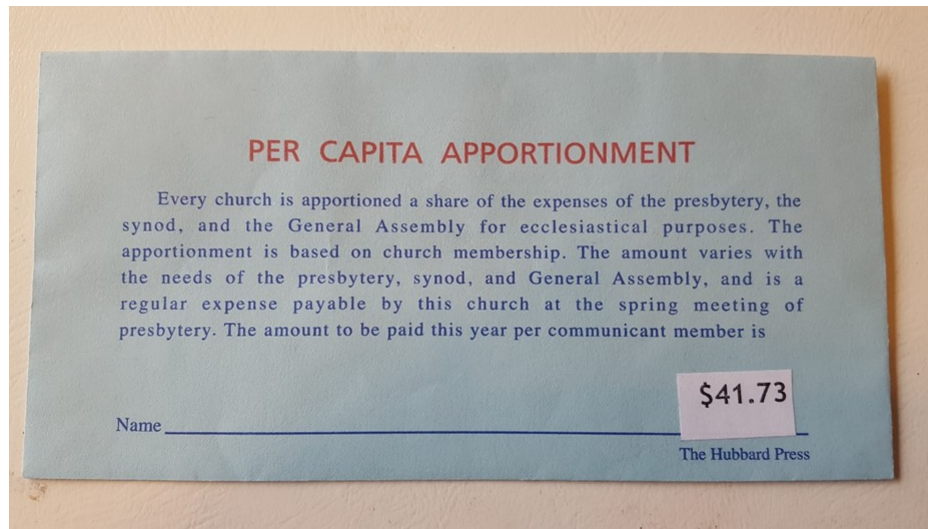 PER CAPITA APPORTIONMENT
Every church is apportioned a share of the expenses of the presbytery, the
synod, and the General Assembly for ecclesiastical purposes. The
apportionment is based on church membership. The amount varies with
the needs of the presbytery, synod, and General Assembly, and is a
regular expense payable by this church at the spring meeting of
presbytery. The amount to be paid this year per communicant member is
$41.73
Name
The Hubbard Press